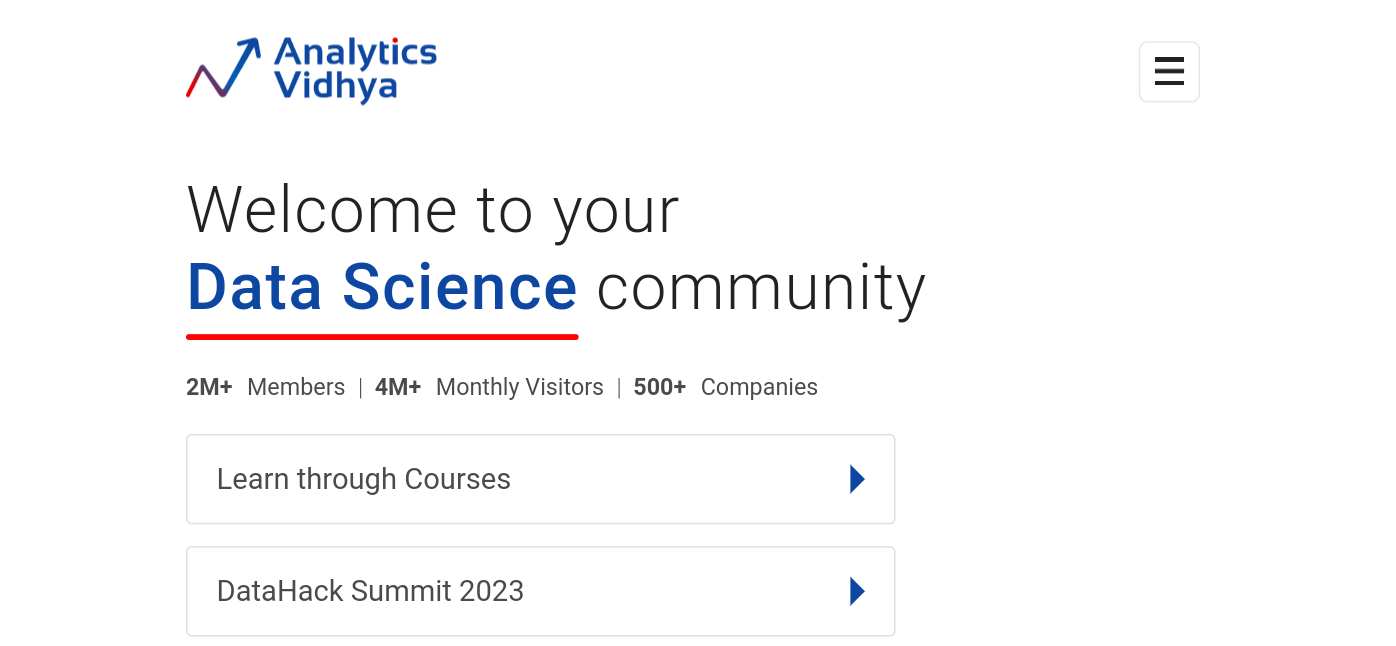 Analytics
Vidhya
Welcome to your
Data Science community
2M+ Members | 4M+ Monthly Visitors | 500+ Companies
Learn through Courses
DataHack Summit 2023